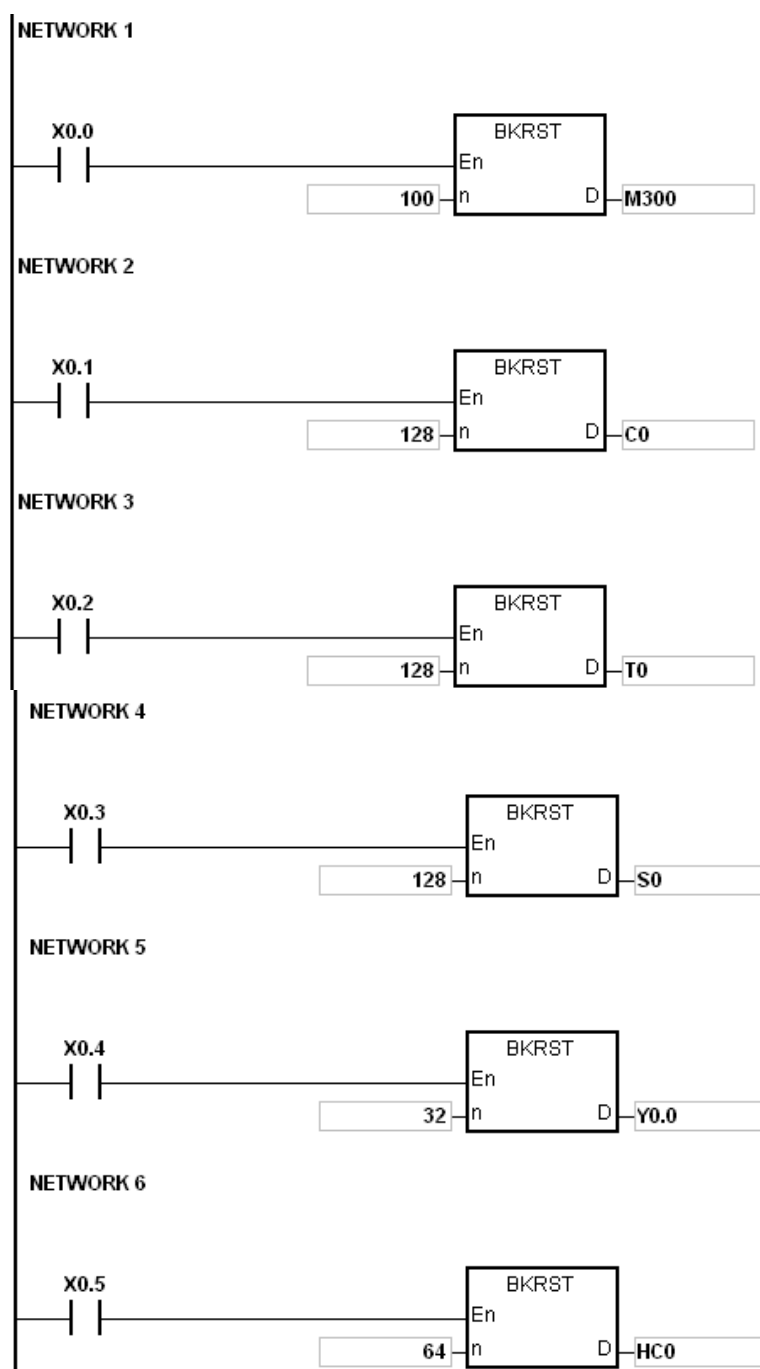 NETWORK 1
X0.0
BKRST
En
100 n D M300
NETWORK 2
X0.1
BKRST
En
128 n D C0
NETWORK 3
X0.2
BKRST
En
128 n D T0
NETWORK 4
X0.3
BKRST
En
128 n D S0
NETWORK 5
X0.4
BKRST
En
32 n D Y0.0
NETWORK 6
X0.5
BKRST
En
64 n D HC0